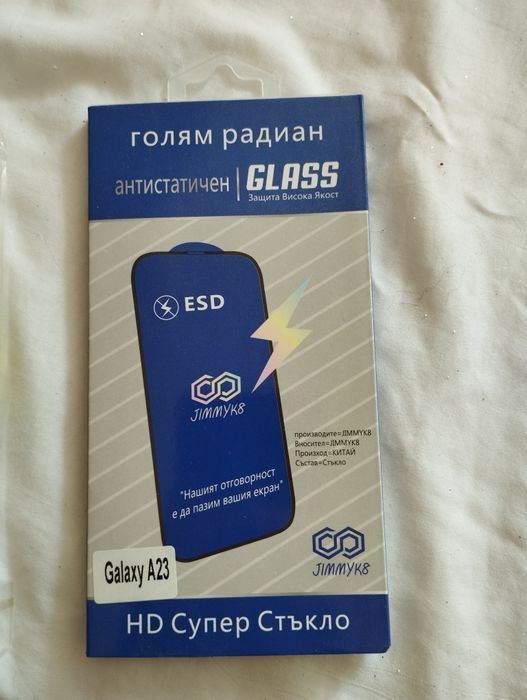 голям радиан
антистатичен | GLASS
Защита Висока Якост
ESD
JIMMYK8
производите=JIMMYK8
Вносител=JIMMYK8
Произход=КИТАЙ
Състав=Стъкло
"Нашият отговорност
е да пазим вашия екран"
JIMMYK8
Galaxy A23
HD Супер Стъкло